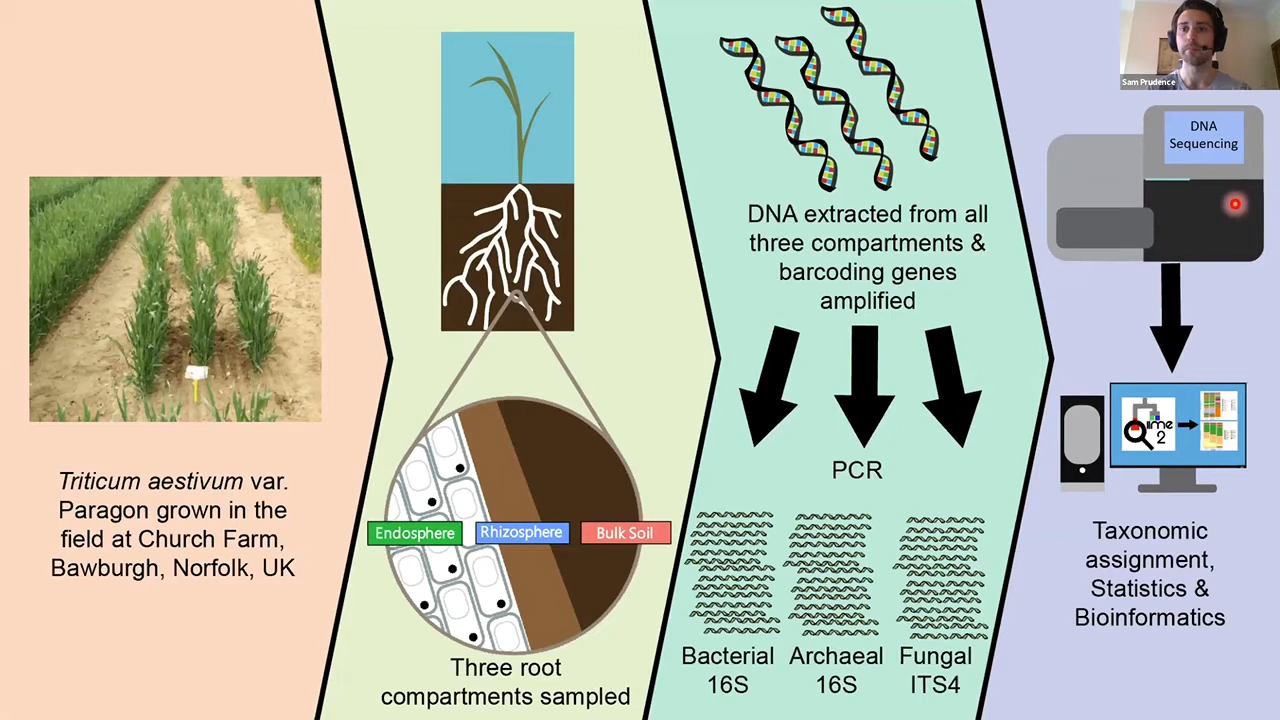 Sam Prudence
Triticum aestivum var.
Paragon grown in the
field at Church Farm,
Bawburgh, Norfolk, UK
Endosphere
Rhizosphere
Bulk Soil
Three root
compartments sampled
DNA extracted from all
three compartments &
barcoding genes
amplified
PCR
Bacterial
16S
Archaeal
16S
Fungal
ITS4
DNA
Sequencing
ime
2
Taxonomic
assignment,
Statistics &
Bioinformatics